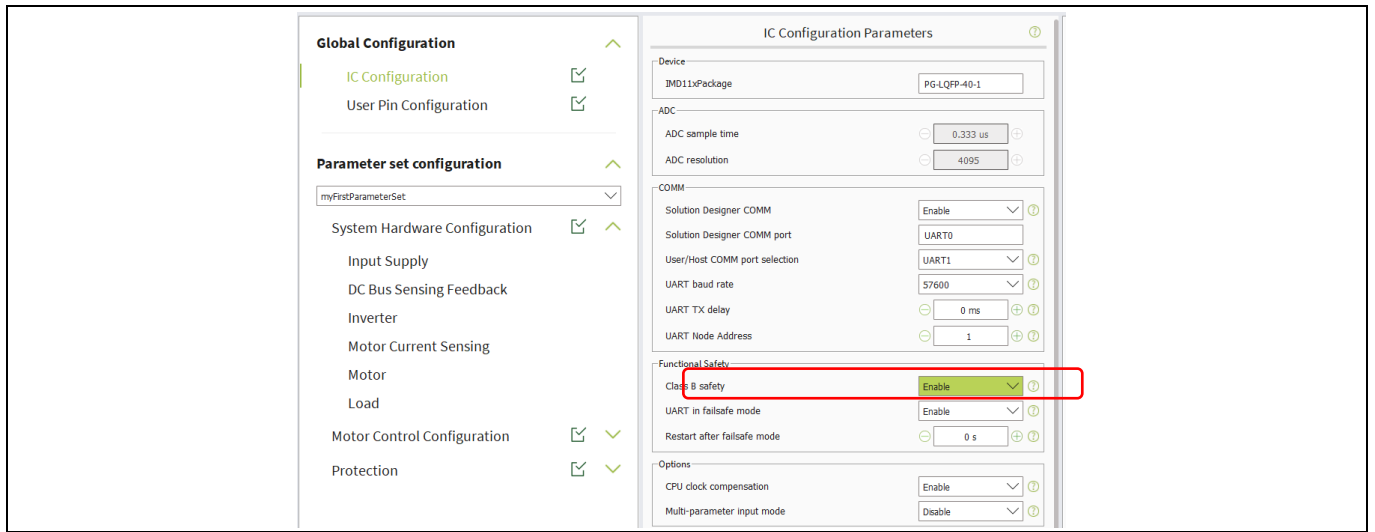 Global Configuration
IC Configuration
User Pin Configuration
Parameter set configuration
myFirstParameterSet
System Hardware Configuration
Input Supply
DC Bus Sensing Feedback
Inverter
Motor Current Sensing
Motor
Load
Motor Control Configuration
Protection
IC Configuration Parameters ?
Device
IMD11xPackage PG-LQFP-40-1
ADC
ADC sample time 0.333 us
ADC resolution 4095
COMM
Solution Designer COMM Enable ?
Solution Designer COMM port UART0
User/Host COMM port selection UART1 ?
UART baud rate 57600 ?
UART TX delay 0 ms ?
UART Node Address 1 ?
Functional Safety
Class B safety Enable ?
UART in failsafe mode Enable ?
Restart after failsafe mode 0 s ?
Options
CPU clock compensation Enable ?
Multi-parameter input mode Disable ?